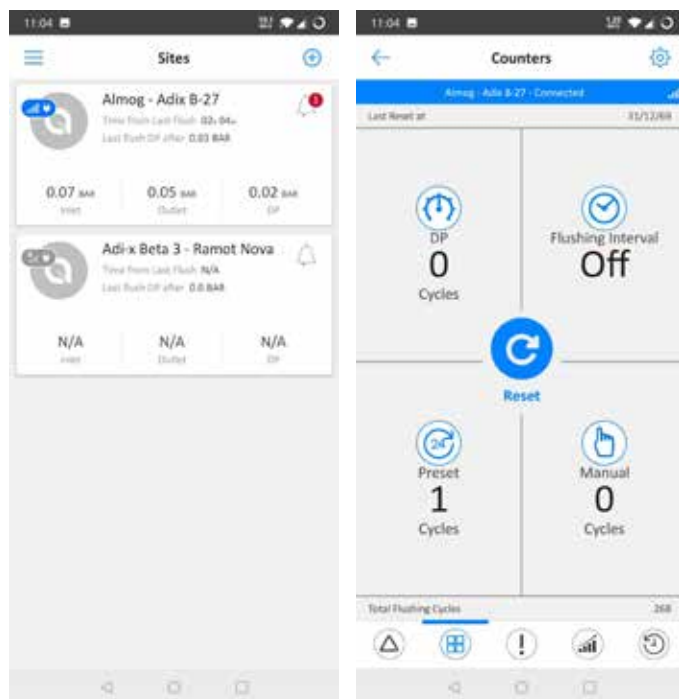 11:04
Sites
Almog - Adix B-27
Time from Last Flush 02h 04m
Last flush DP after 0.03 BAR
0.07 BAR
0.05 BAR
0.02 BAR
Inlet
Outlet
DP
Adi-x Beta 3 - Ramot Nova
Time from Last Flush N/A
Last flush DP after 0.0 BAR
N/A
N/A
N/A
Inlet
Outlet
DP
11:04
Counters
Almog - Adix B-27 - Connected
Last Reset at
31/12/69
DP
0
Cycles
Flushing Interval
Off
Reset
24
Preset
1
Cycles
Manual
0
Cycles
Total Flushing Cycles
268